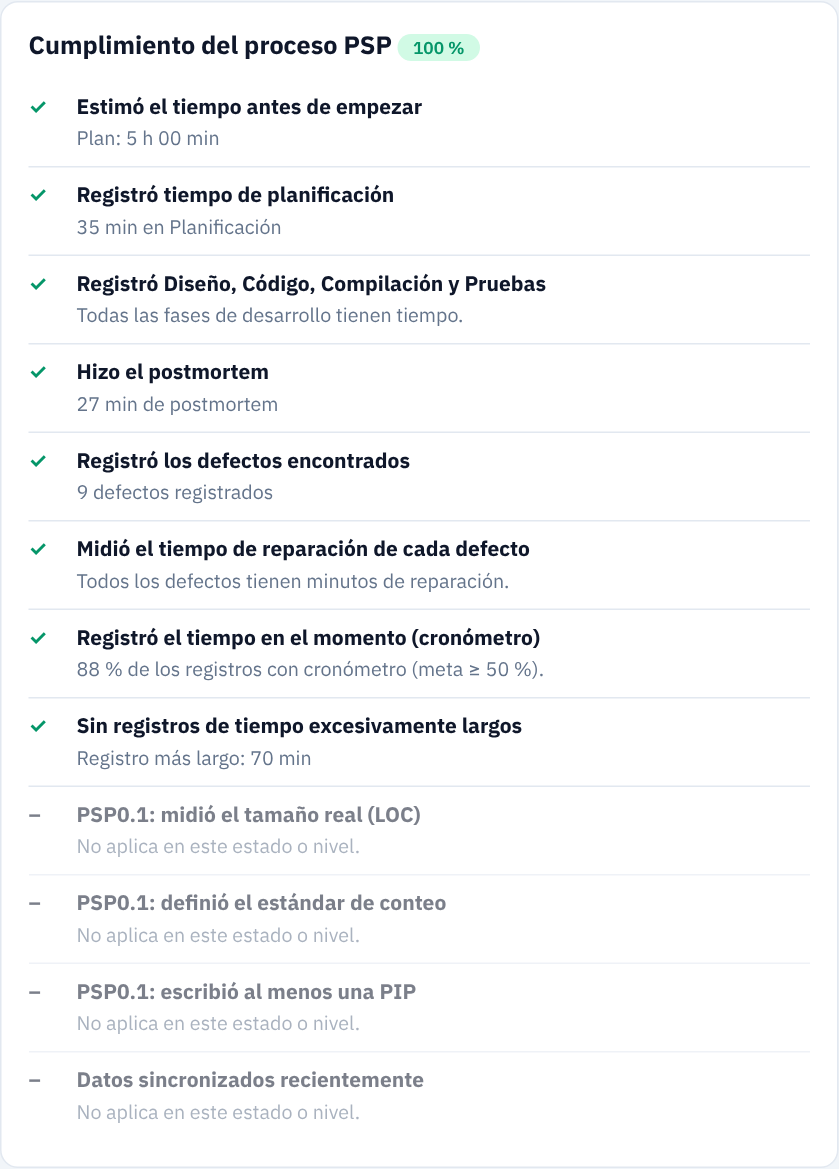 Cumplimiento del proceso PSP 100 %
✓ Estimó el tiempo antes de empezar
Plan: 5 h 00 min
✓ Registró tiempo de planificación
35 min en Planificación
✓ Registró Diseño, Código, Compilación y Pruebas
Todas las fases de desarrollo tienen tiempo.
✓ Hizo el postmortem
27 min de postmortem
✓ Registró los defectos encontrados
9 defectos registrados
✓ Midió el tiempo de reparación de cada defecto
Todos los defectos tienen minutos de reparación.
✓ Registró el tiempo en el momento (cronómetro)
88 % de los registros con cronómetro (meta ≥ 50 %).
✓ Sin registros de tiempo excesivamente largos
Registro más largo: 70 min
– PSP0.1: midió el tamaño real (LOC)
No aplica en este estado o nivel.
– PSP0.1: definió el estándar de conteo
No aplica en este estado o nivel.
– PSP0.1: escribió al menos una PIP
No aplica en este estado o nivel.
– Datos sincronizados recientemente
No aplica en este estado o nivel.